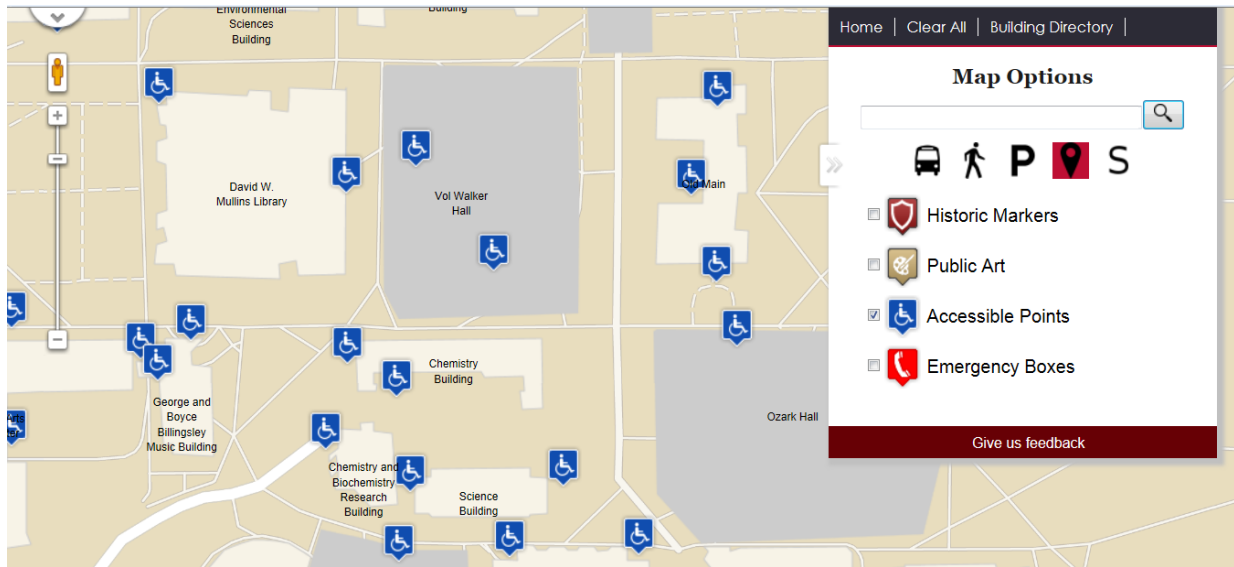 Environmental
Sciences
Building
Building
David W.
Mullins Library
Vol Walker
Hall
Old Main
Chemistry
Building
George and
Boyce
Billingsley
Music Building
Arts
Ozark Hall
Chemistry and
Biochemistry
Research
Building
Science
Building
Home | Clear All | Building Directory |
Map Options
P S
Historic Markers
Public Art
Accessible Points
Emergency Boxes
Give us feedback